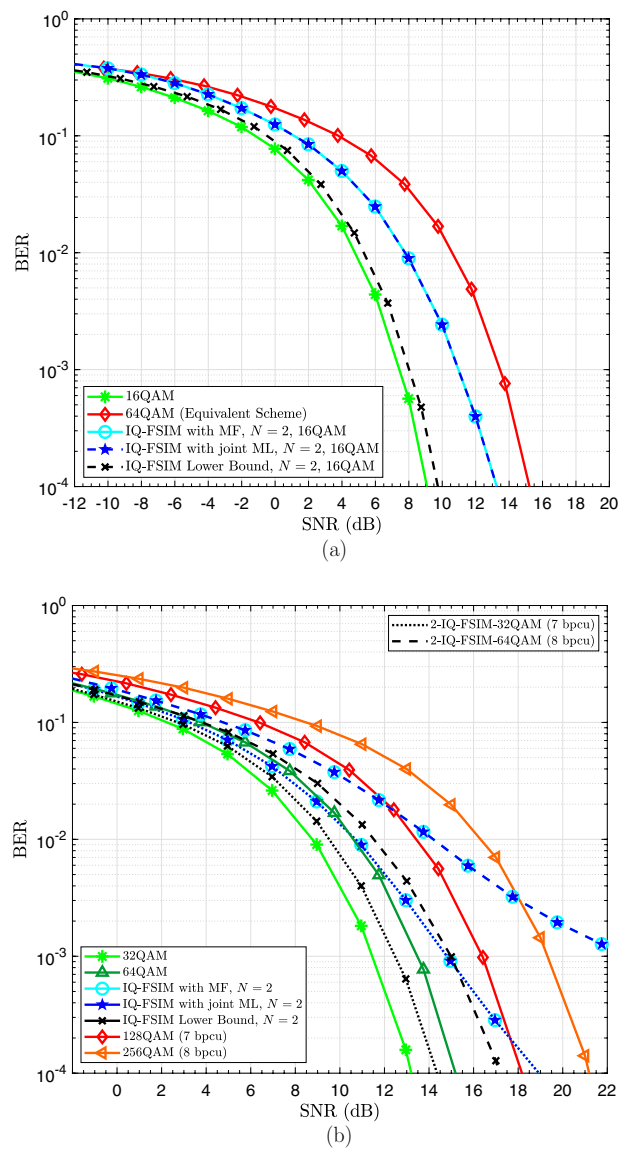 10^0
10^-1
10^-2
10^-3
10^-4
BER
16QAM
64QAM (Equivalent Scheme)
IQ-FSIM with MF, N = 2, 16QAM
IQ-FSIM with joint ML, N = 2, 16QAM
IQ-FSIM Lower Bound, N = 2, 16QAM
-12 -10 -8 -6 -4 -2 0 2 4 6 8 10 12 14 16 18 20
SNR (dB)
(a)
10^0
10^-1
10^-2
10^-3
10^-4
BER
2-IQ-FSIM-32QAM (7 bpcu)
2-IQ-FSIM-64QAM (8 bpcu)
32QAM
64QAM
IQ-FSIM with MF, N = 2
IQ-FSIM with joint ML, N = 2
IQ-FSIM Lower Bound, N = 2
128QAM (7 bpcu)
256QAM (8 bpcu)
0 2 4 6 8 10 12 14 16 18 20 22
SNR (dB)
(b)